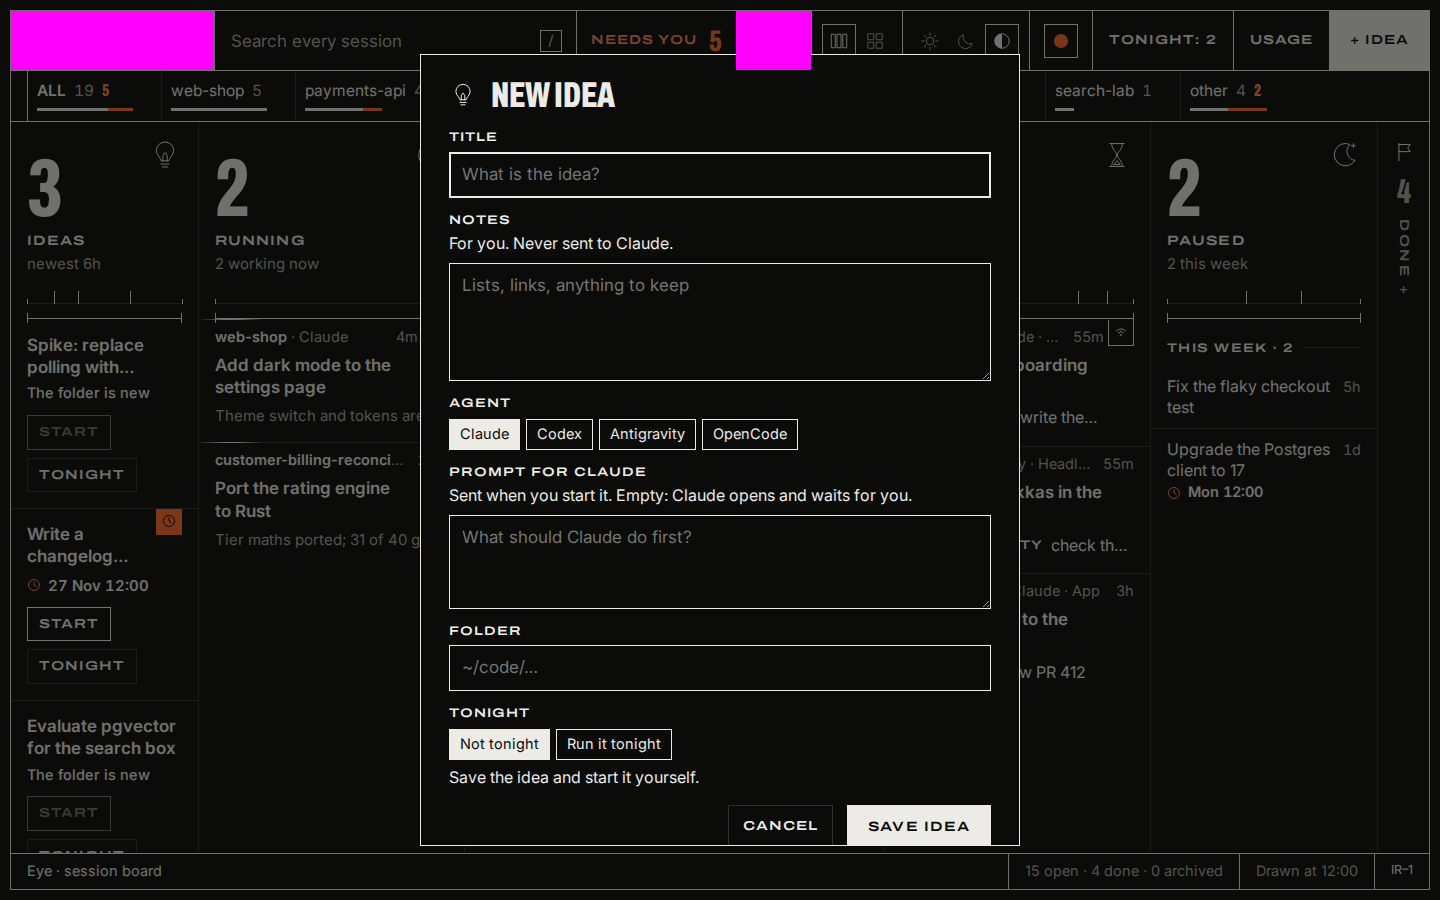 Search every session /
NEEDS YOU 5
TONIGHT: 2
USAGE
+ IDEA
ALL 19 5
web-shop 5
payments-api
search-lab 1
other 4 2
3
IDEAS
newest 6h
Spike: replace
polling with...
The folder is new
START
TONIGHT
Write a
changelog...
27 Nov 12:00
START
TONIGHT
Evaluate pgvector
for the search box
The folder is new
START
2
RUNNING
2 working now
web-shop · Claude 4m
Add dark mode to the
settings page
Theme switch and tokens are
customer-billing-reconci...
Port the rating engine
to Rust
Tier maths ported; 31 of 40
NEW IDEA
TITLE
What is the idea?
NOTES
For you. Never sent to Claude.
Lists, links, anything to keep
AGENT
Claude
Codex
Antigravity
OpenCode
PROMPT FOR CLAUDE
Sent when you start it. Empty: Claude opens and waits for you.
What should Claude do first?
FOLDER
~/code/...
TONIGHT
Not tonight
Run it tonight
Save the idea and start it yourself.
CANCEL
SAVE IDEA
55m
write the...
Headl... 55m
in the
check th...
· App 3h
to the
PR 412
2
PAUSED
2 this week
THIS WEEK · 2
Fix the flaky checkout 5h
test
Upgrade the Postgres 1d
client to 17
Mon 12:00
4
DONE +
Eye · session board
15 open · 4 done · 0 archived
Drawn at 12:00
IR–1